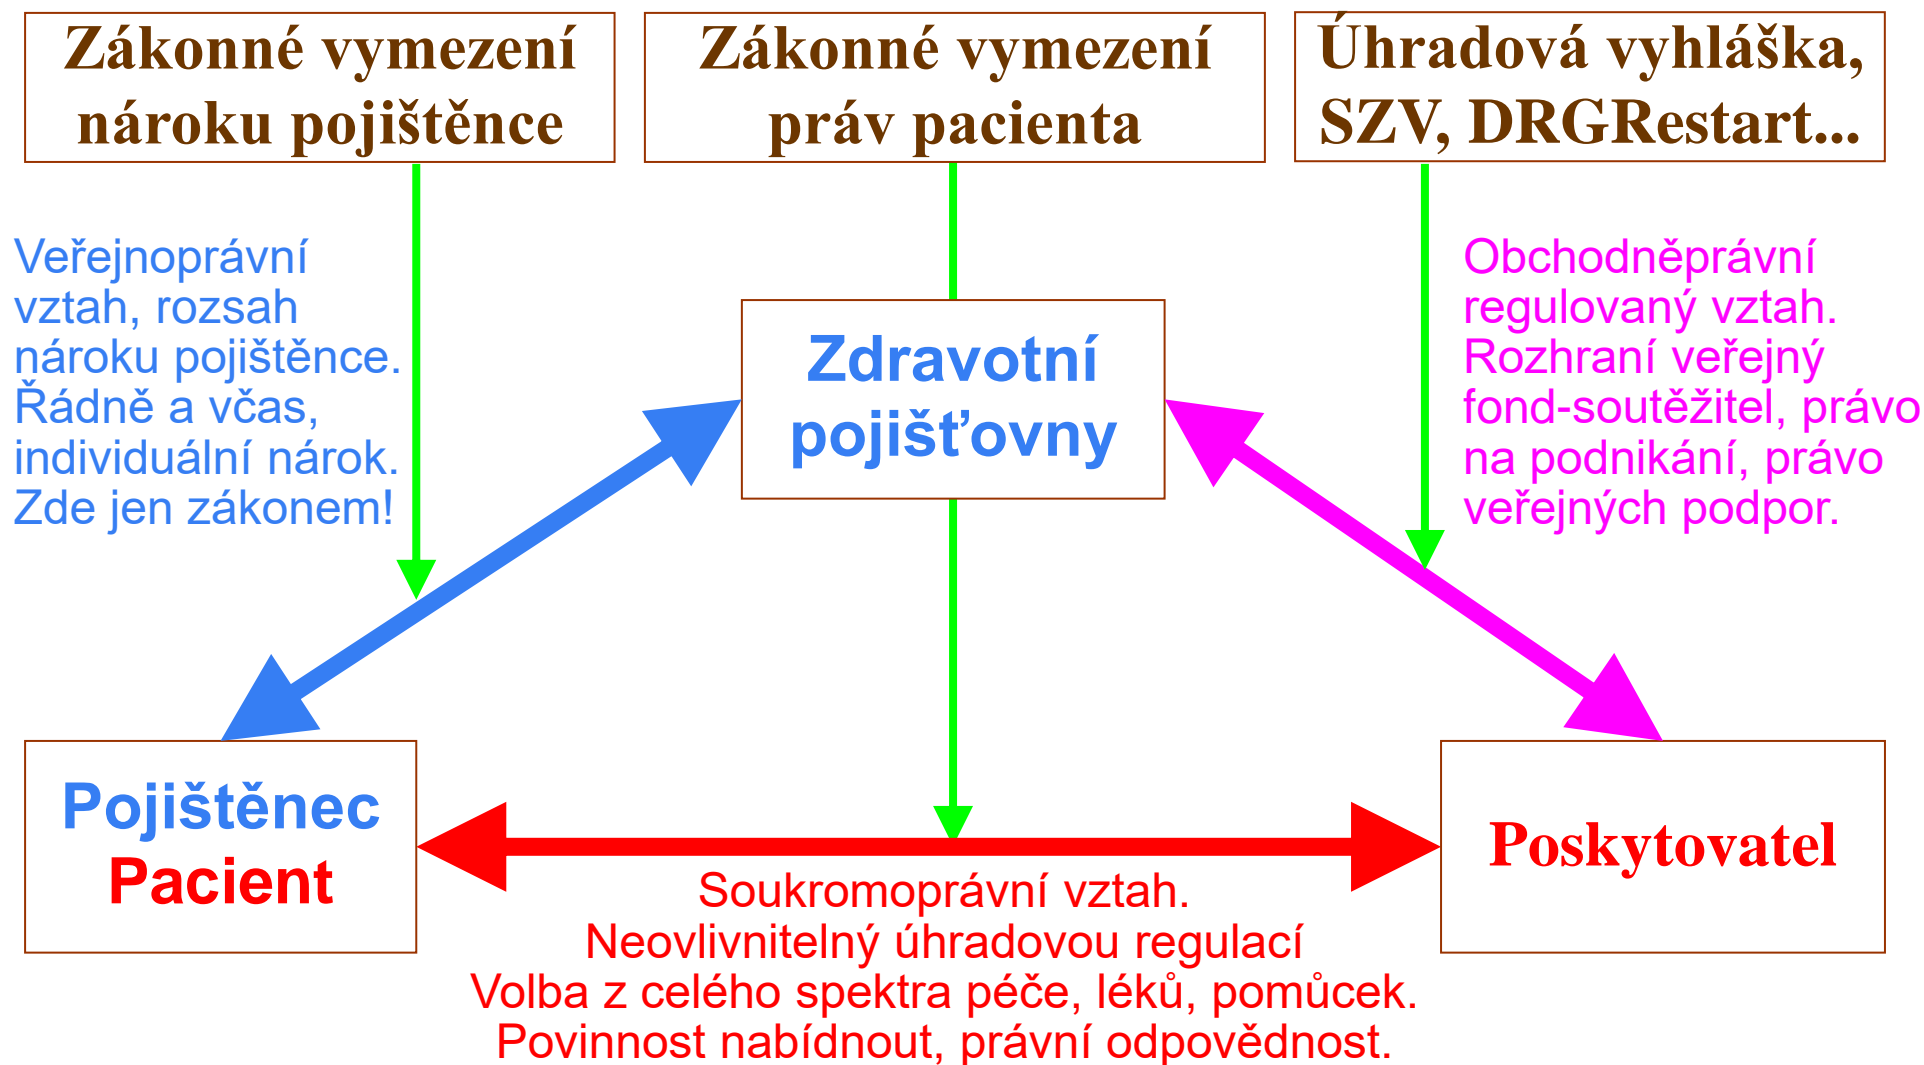 Zákonné vymezení
nároku pojištěnce
Zákonné vymezení
práv pacienta
Úhradová vyhláška,
SZV, DRGRestart...
Veřejnoprávní
vztah, rozsah
nároku pojištěnce.
Řádně a včas,
individuální nárok.
Zde jen zákonem!
Zdravotní
pojišťovny
Obchodněprávní
regulovaný vztah.
Rozhraní veřejný
fond-soutěžitel, právo
na podnikání, právo
veřejných podpor.
Pojištěnec
Pacient
Poskytovatel
Soukromoprávní vztah.
Neovlivnitelný úhradovou regulací
Volba z celého spektra péče, léků, pomůcek.
Povinnost nabídnout, právní odpovědnost.